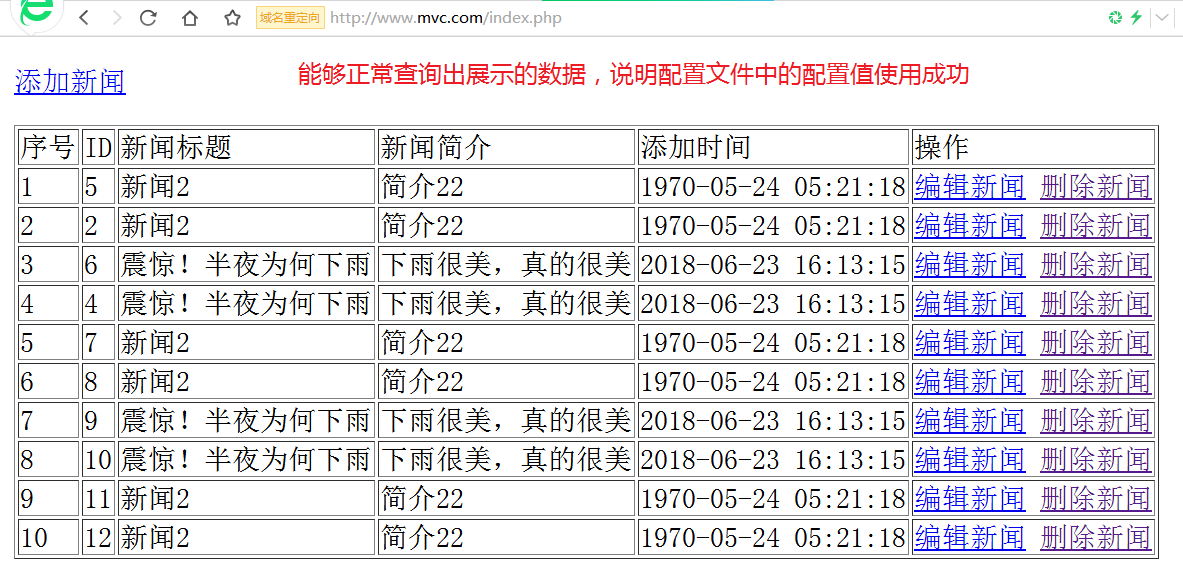 域名重定向 http://www.mvc.com/index.php
能够正常查询出展示的数据，说明配置文件中的配置值使用成功
添加新闻
序号 ID 新闻标题 新闻简介 添加时间 操作
1 5 新闻2 简介22 1970-05-24 05:21:18 编辑新闻 删除新闻
2 2 新闻2 简介22 1970-05-24 05:21:18 编辑新闻 删除新闻
3 6 震惊！半夜为何下雨 下雨很美，真的很美 2018-06-23 16:13:15 编辑新闻 删除新闻
4 4 震惊！半夜为何下雨 下雨很美，真的很美 2018-06-23 16:13:15 编辑新闻 删除新闻
5 7 新闻2 简介22 1970-05-24 05:21:18 编辑新闻 删除新闻
6 8 新闻2 简介22 1970-05-24 05:21:18 编辑新闻 删除新闻
7 9 震惊！半夜为何下雨 下雨很美，真的很美 2018-06-23 16:13:15 编辑新闻 删除新闻
8 10 震惊！半夜为何下雨 下雨很美，真的很美 2018-06-23 16:13:15 编辑新闻 删除新闻
9 11 新闻2 简介22 1970-05-24 05:21:18 编辑新闻 删除新闻
10 12 新闻2 简介22 1970-05-24 05:21:18 编辑新闻 删除新闻